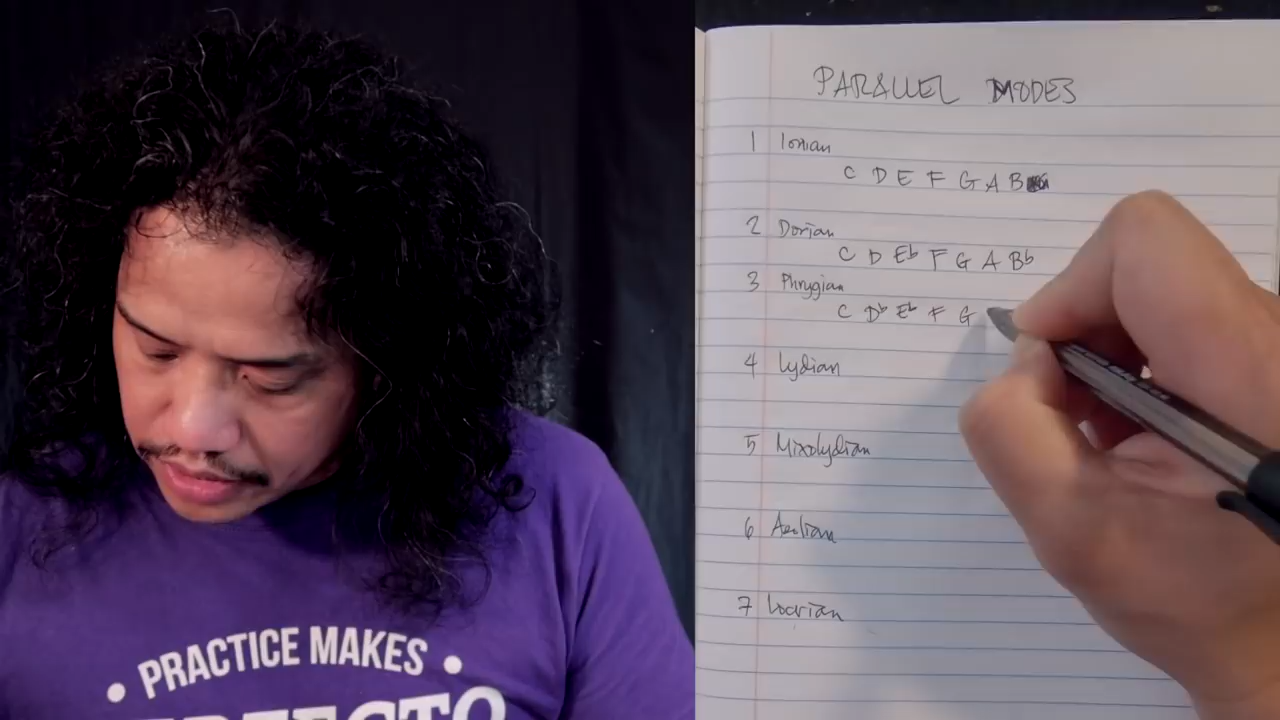 PARALLEL MODES
1 Ionian
C D E F G A B
2 Dorian
C D Eb F G A Bb
3 Phrygian
C Db Eb F G
4 Lydian
5 Mixolydian
6 Aeolian
7 Locrian
• PRACTICE MAKES •